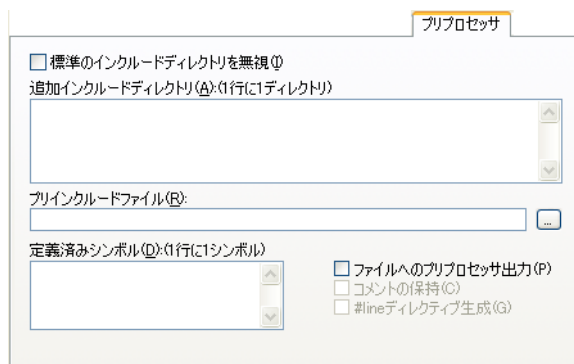 プリプロセッサ
標準のインクルードディレクトリを無視(I)
追加インクルードディレクトリ(A):(1行に1ディレクトリ)
プリインクルードファイル(R):
...
定義済みシンボル(D):(1行に1シンボル)
ファイルへのプリプロセッサ出力(P)
コメントの保持(C)
#lineディレクティブ生成(G)